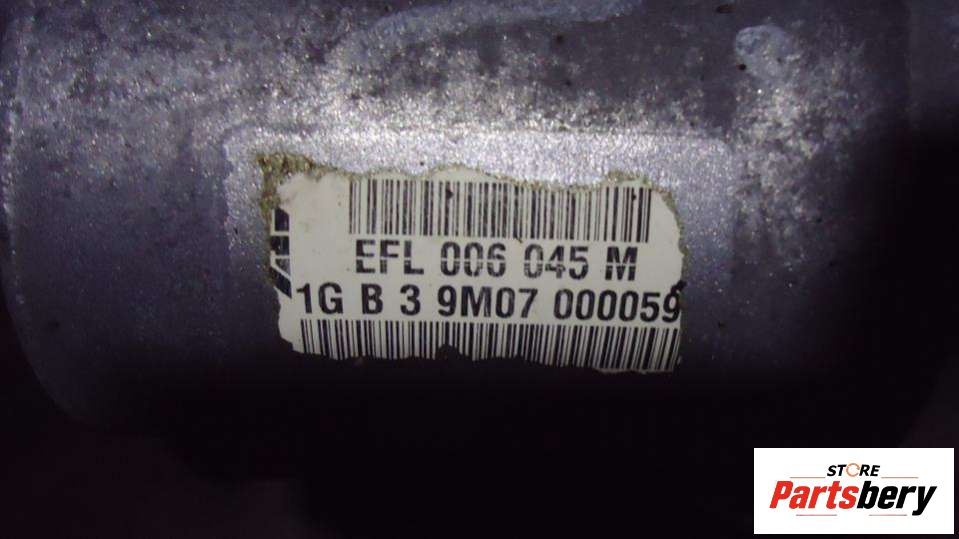 EFL 006 045 M
1G B 3 9M07 000059
STORE
Partsbery